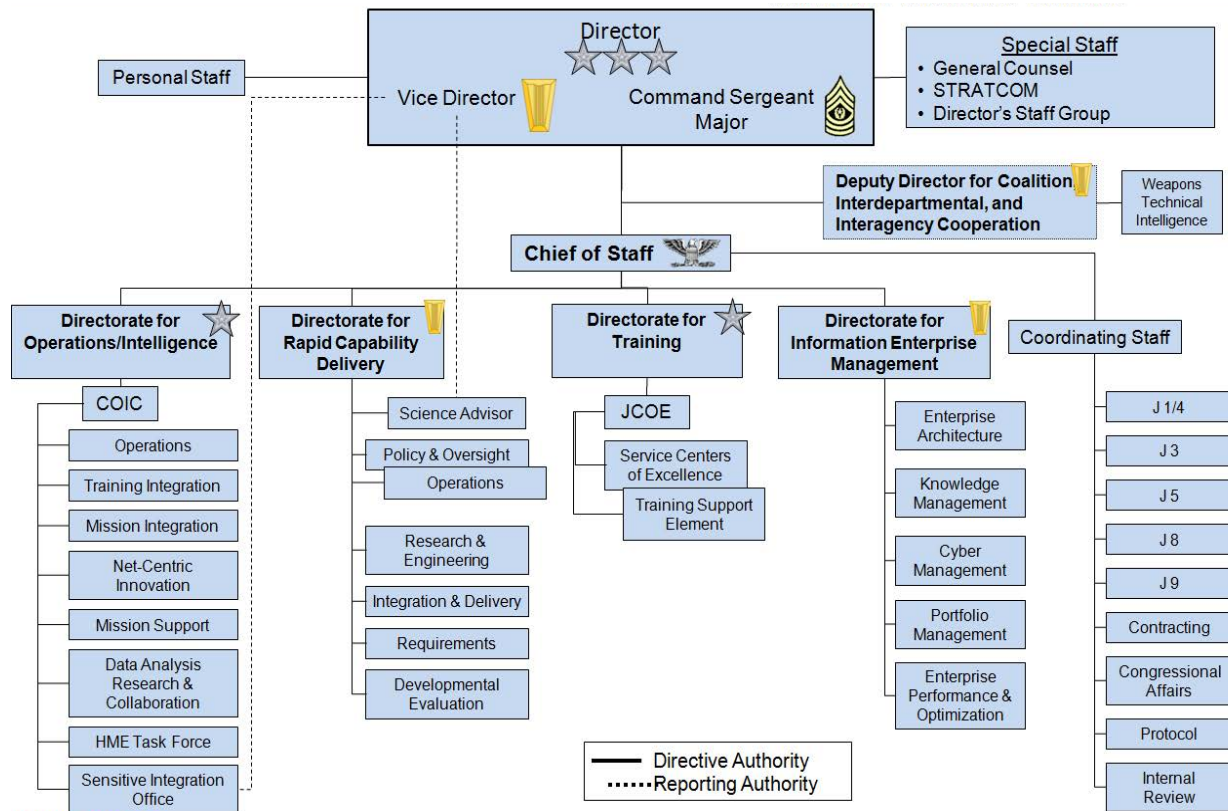 Director
Personal Staff
Vice Director
Command Sergeant
Major
Special Staff
• General Counsel
• STRATCOM
• Director's Staff Group
Deputy Director for Coalition,
Interdepartmental, and
Interagency Cooperation
Weapons
Technical
Intelligence
Chief of Staff
Directorate for
Operations/Intelligence
COIC
Operations
Training Integration
Mission Integration
Net-Centric
Innovation
Mission Support
Data Analysis
Research &
Collaboration
HME Task Force
Sensitive Integration
Office
Directorate for
Rapid Capability
Delivery
Science Advisor
Policy & Oversight
Operations
Research &
Engineering
Integration & Delivery
Requirements
Developmental
Evaluation
Directorate for
Training
JCOE
Service Centers
of Excellence
Training Support
Element
Directorate for
Information Enterprise
Management
Enterprise
Architecture
Knowledge
Management
Cyber
Management
Portfolio
Management
Enterprise
Performance &
Optimization
Coordinating Staff
J 1/4
J 3
J 5
J 8
J 9
Contracting
Congressional
Affairs
Protocol
Internal
Review
Directive Authority
Reporting Authority